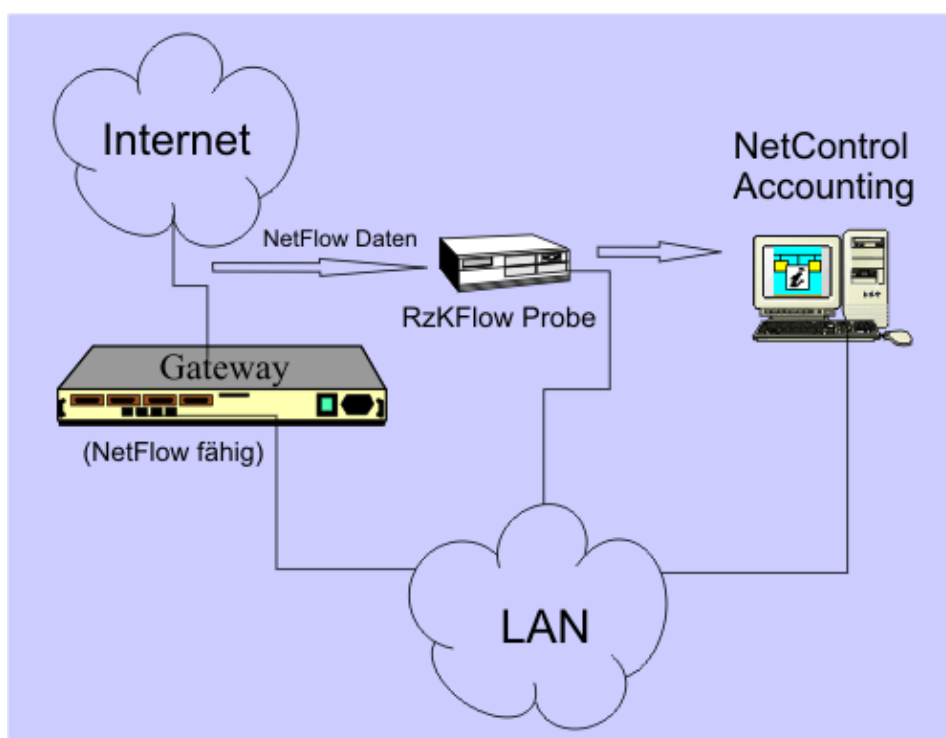 Internet
NetControl
Accounting
NetFlow Daten
RzKFlow Probe
Gateway
(NetFlow fähig)
LAN